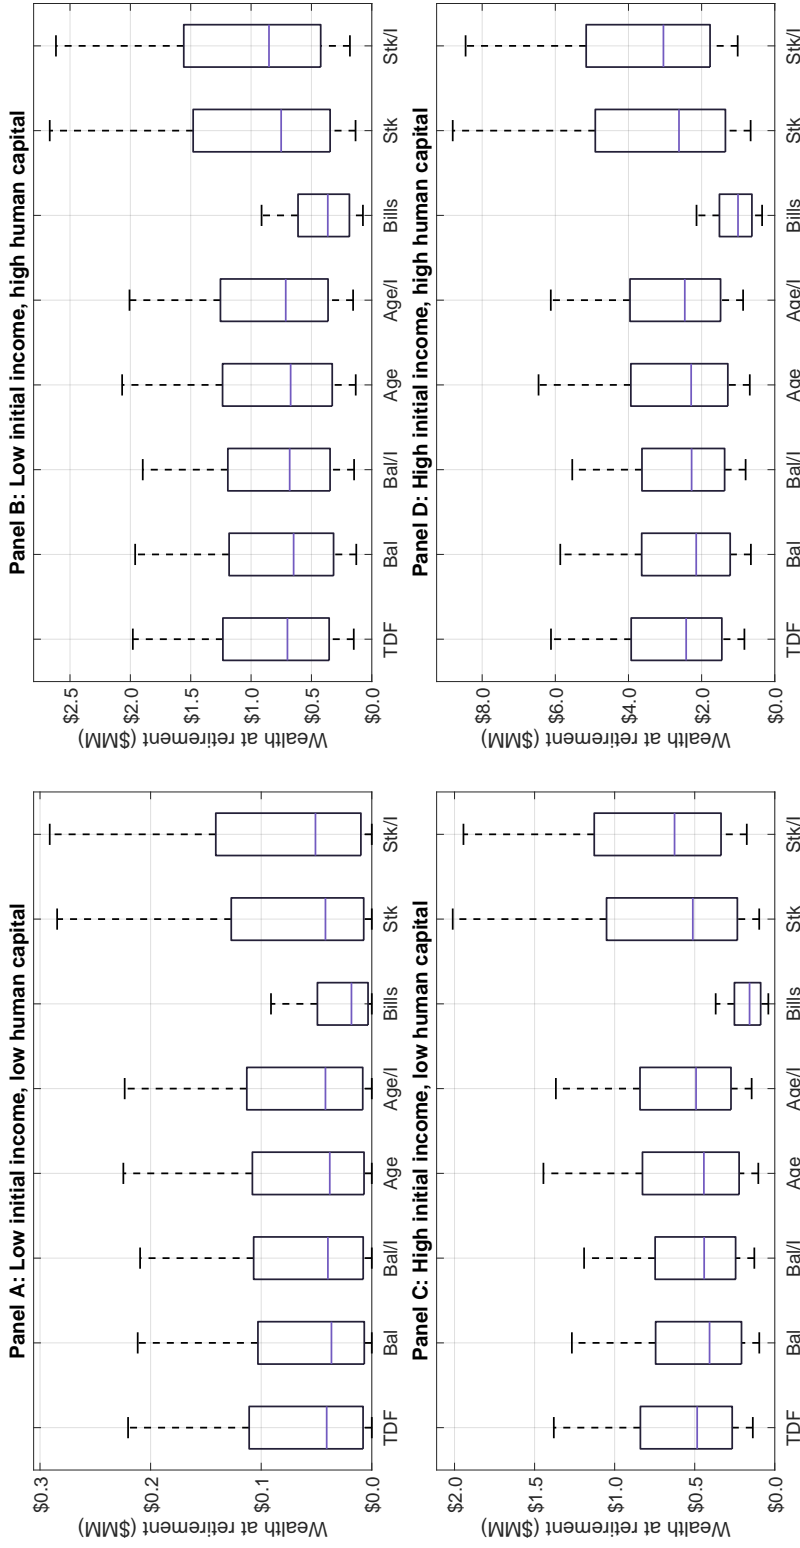 Panel A: Low initial income, low human capital
Wealth at retirement ($MM)
$0.3
$0.2
$0.1
$0.0
TDF Bal Bal/I Age Age/I Bills Stk Stk/I
Panel B: Low initial income, high human capital
Wealth at retirement ($MM)
$2.5
$2.0
$1.5
$1.0
$0.5
$0.0
TDF Bal Bal/I Age Age/I Bills Stk Stk/I
Panel C: High initial income, low human capital
Wealth at retirement ($MM)
$2.0
$1.5
$1.0
$0.5
$0.0
TDF Bal Bal/I Age Age/I Bills Stk Stk/I
Panel D: High initial income, high human capital
Wealth at retirement ($MM)
$8.0
$6.0
$4.0
$2.0
$0.0
TDF Bal Bal/I Age Age/I Bills Stk Stk/I